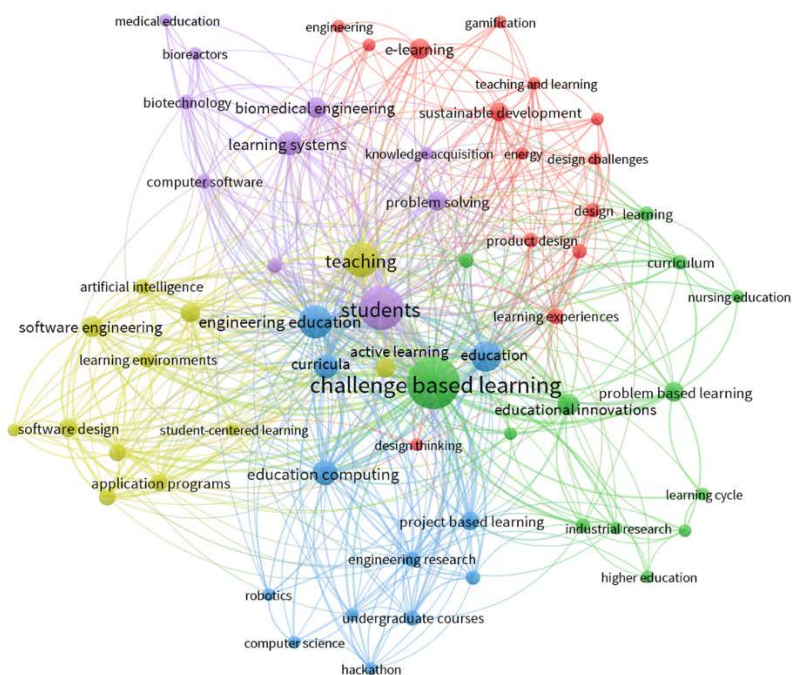 medical education
engineering
gamification
bioreactors
e-learning
teaching and learning
biotechnology
biomedical engineering
sustainable development
learning systems
knowledge acquisition
energy
design challenges
computer software
problem solving
design
learning
product design
teaching
curriculum
artificial intelligence
nursing education
students
software engineering
engineering education
learning experiences
active learning
education
learning environments
curricula
challenge based learning
problem based learning
educational innovations
software design
student-centered learning
design thinking
education computing
application programs
learning cycle
project based learning
industrial research
engineering research
higher education
robotics
undergraduate courses
computer science
hackathon